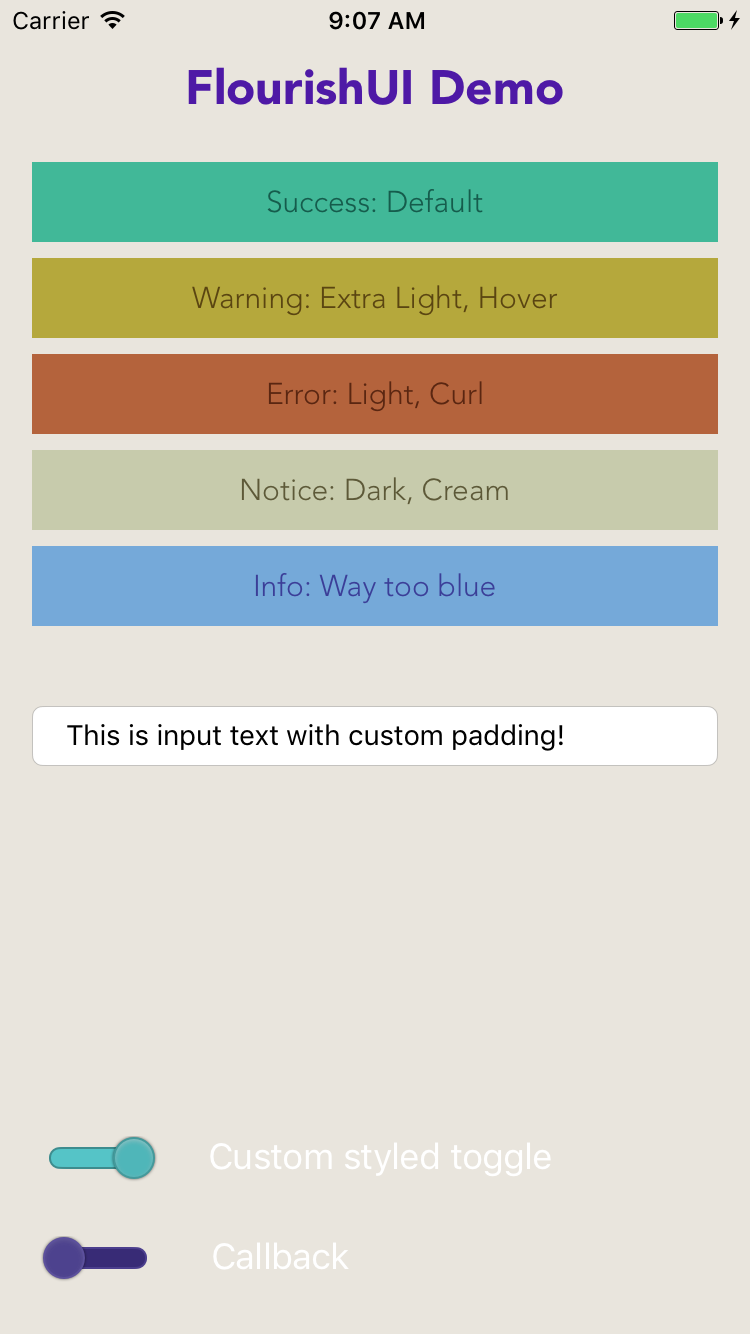 Carrier 9:07 AM
FlourishUI Demo
Success: Default
Warning: Extra Light, Hover
Error: Light, Curl
Notice: Dark, Cream
Info: Way too blue
This is input text with custom padding!
Custom styled toggle
Callback